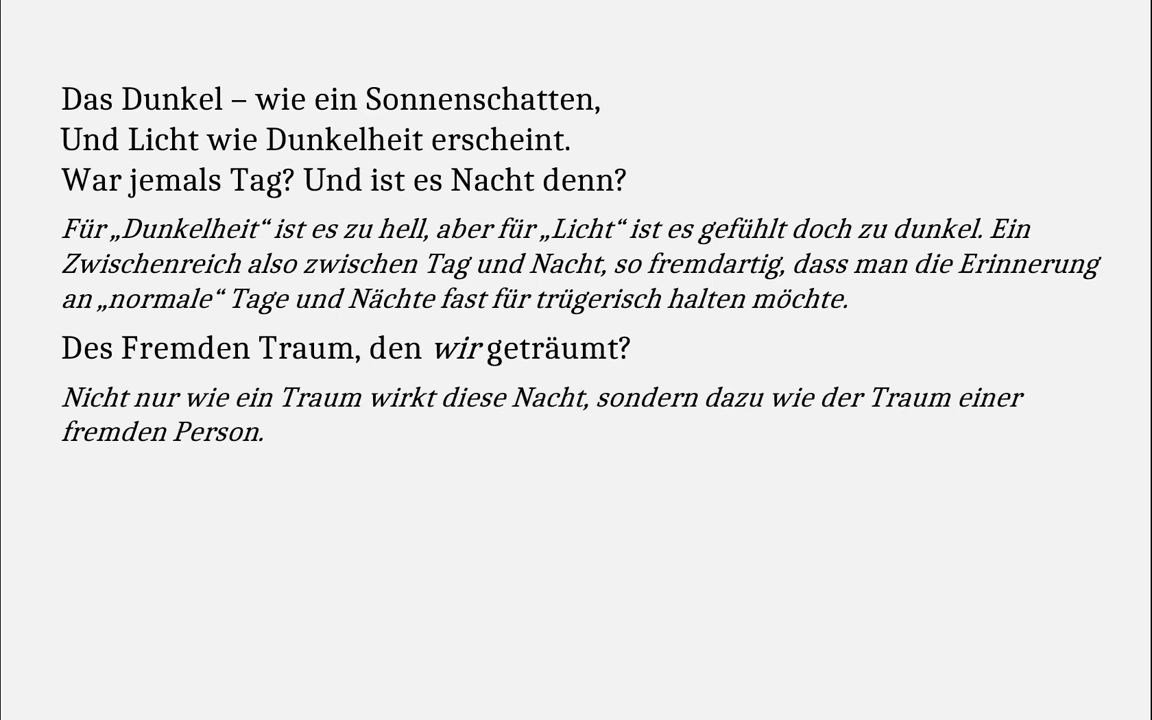 Das Dunkel – wie ein Sonnenschatten,
Und Licht wie Dunkelheit erscheint.
War jemals Tag? Und ist es Nacht denn?
Für „Dunkelheit“ ist es zu hell, aber für „Licht“ ist es gefühlt doch zu dunkel. Ein
Zwischenreich also zwischen Tag und Nacht, so fremdartig, dass man die Erinnerung
an „normale“ Tage und Nächte fast für trügerisch halten möchte.
Des Fremden Traum, den wir geträumt?
Nicht nur wie ein Traum wirkt diese Nacht, sondern dazu wie der Traum einer
fremden Person.